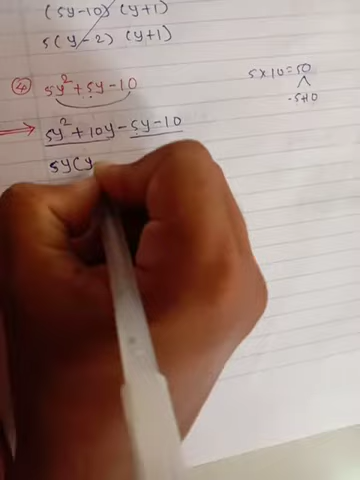 (5y-10) (y+1)
5(y-2) (y+1)
④ 5y² + 5y - 10
5 x 10 = 50
-5+10
5y² + 10y - 5y - 10
5y(y